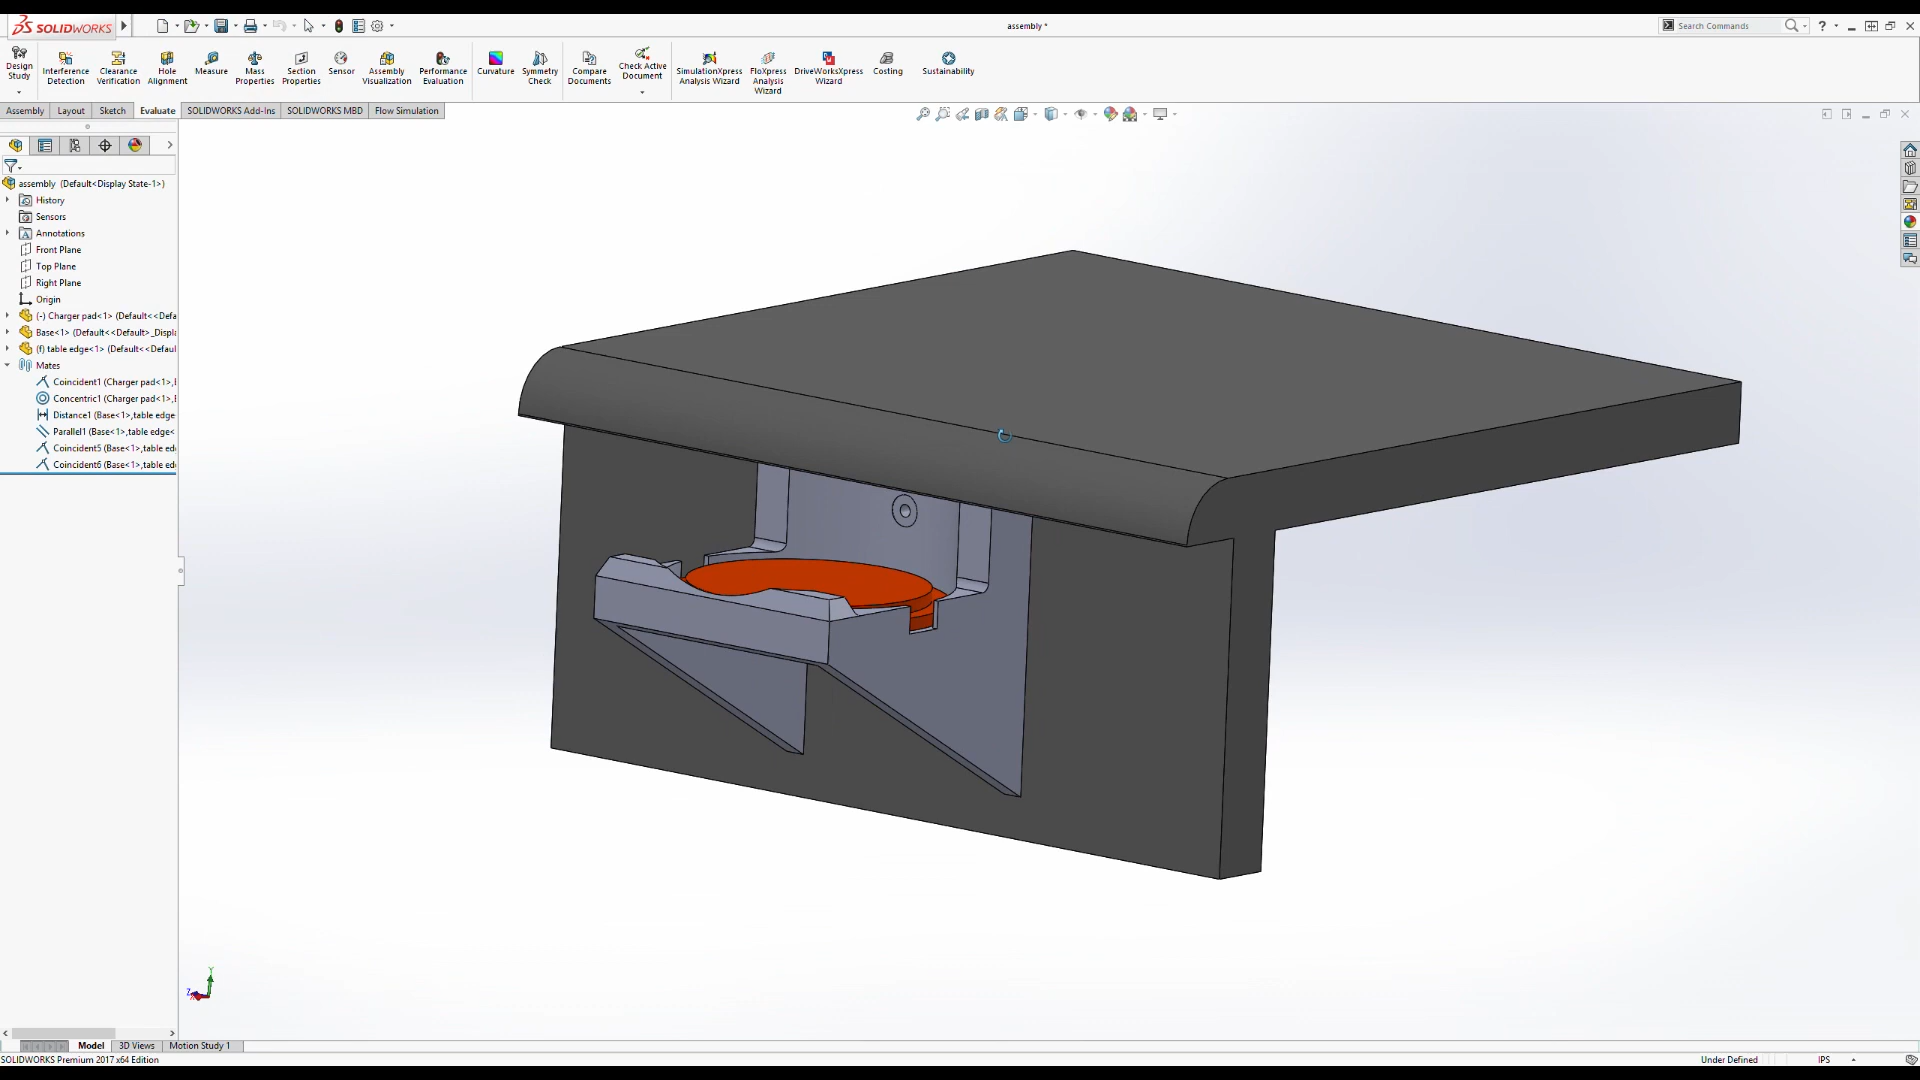 SOLIDWORKS
assembly *
Search Commands
Design Study
Interference Detection
Clearance Verification
Hole Alignment
Measure
Mass Properties
Section Properties
Sensor
Assembly Visualization
Performance Evaluation
Curvature
Symmetry Check
Compare Documents
Check Active Document
SimulationXpress Analysis Wizard
FloXpress Analysis Wizard
DriveWorksXpress Wizard
Costing
Sustainability
Assembly
Layout
Sketch
Evaluate
SOLIDWORKS Add-Ins
SOLIDWORKS MBD
Flow Simulation
assembly (Default<Display State-1>)
History
Sensors
Annotations
Front Plane
Top Plane
Right Plane
Origin
(-) Charger pad<1> (Default<<Defa
Base<1> (Default<<Default>_Displa
(f) table edge<1> (Default<<Defaul
Mates
Coincident1 (Charger pad<1>,
Concentric1 (Charger pad<1>,
Distance1 (Base<1>,table edge
Parallel1 (Base<1>,table edge<
Coincident5 (Base<1>,table ed
Coincident6 (Base<1>,table ed
Y
Z
Model
3D Views
Motion Study 1
SOLIDWORKS Premium 2017 x64 Edition
Under Defined
IPS